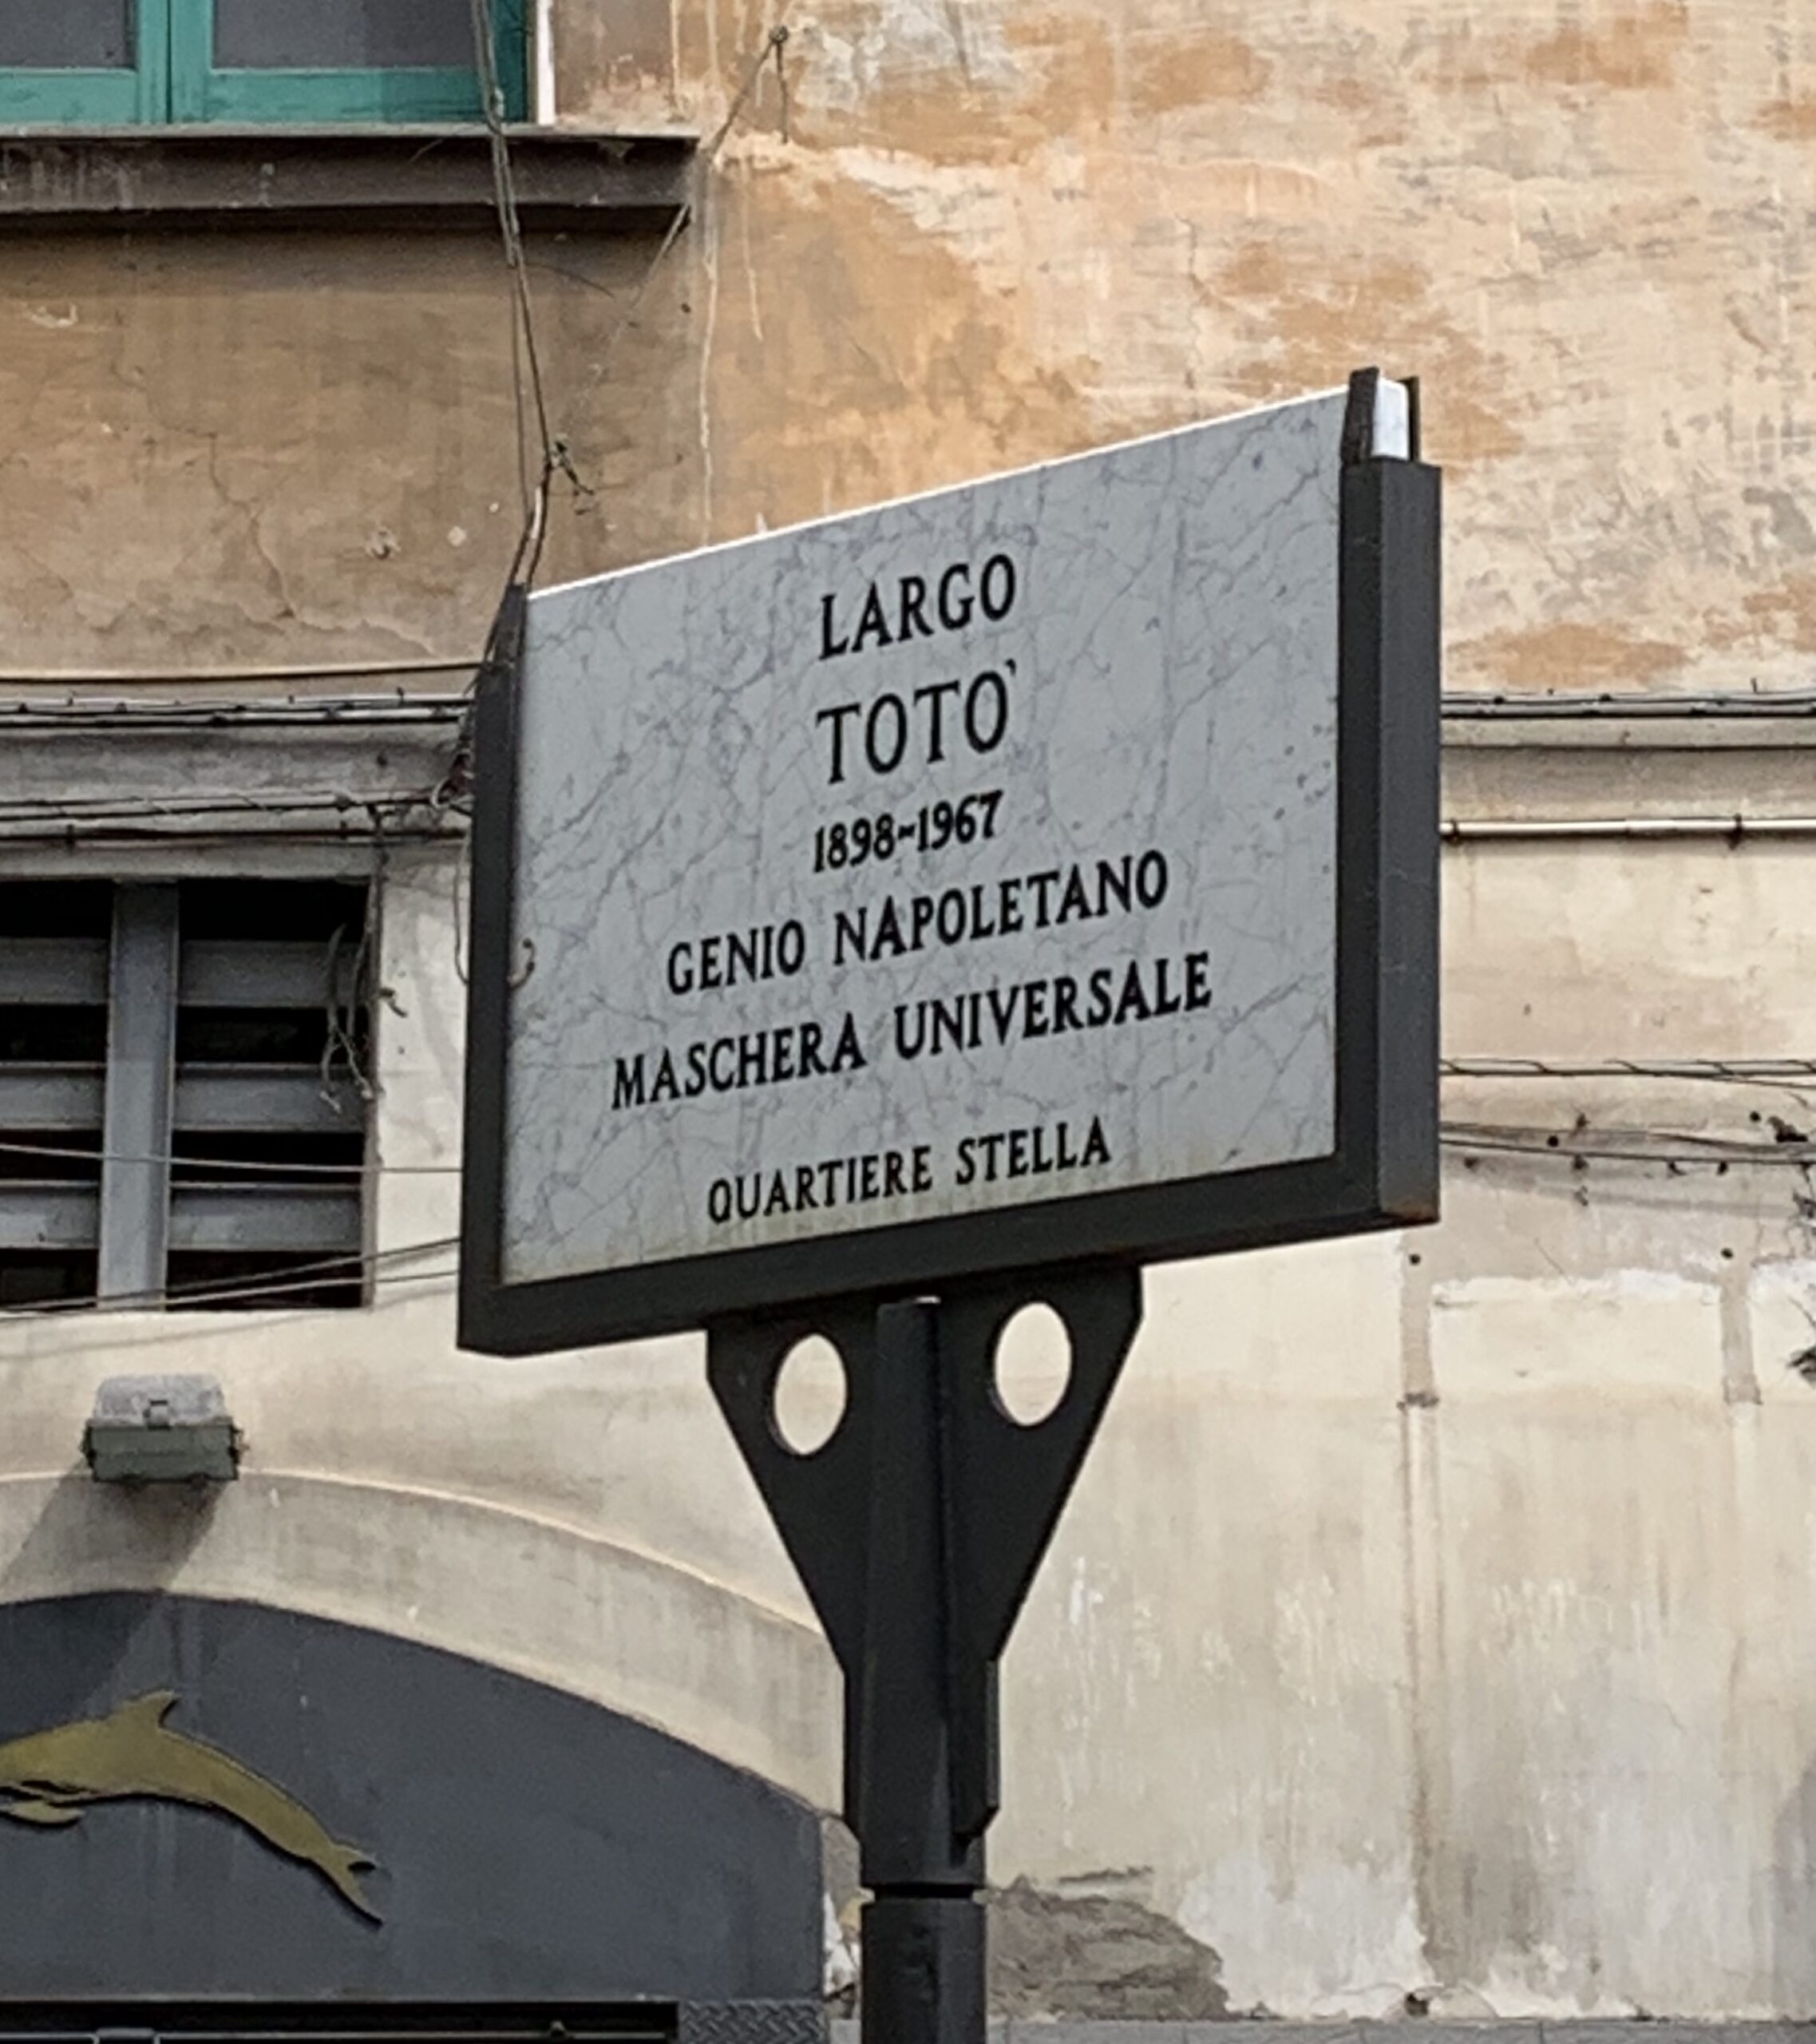 LARGO
TOTO'
1898-1967
GENIO NAPOLETANO
MASCHERA UNIVERSALE
QUARTIERE STELLA